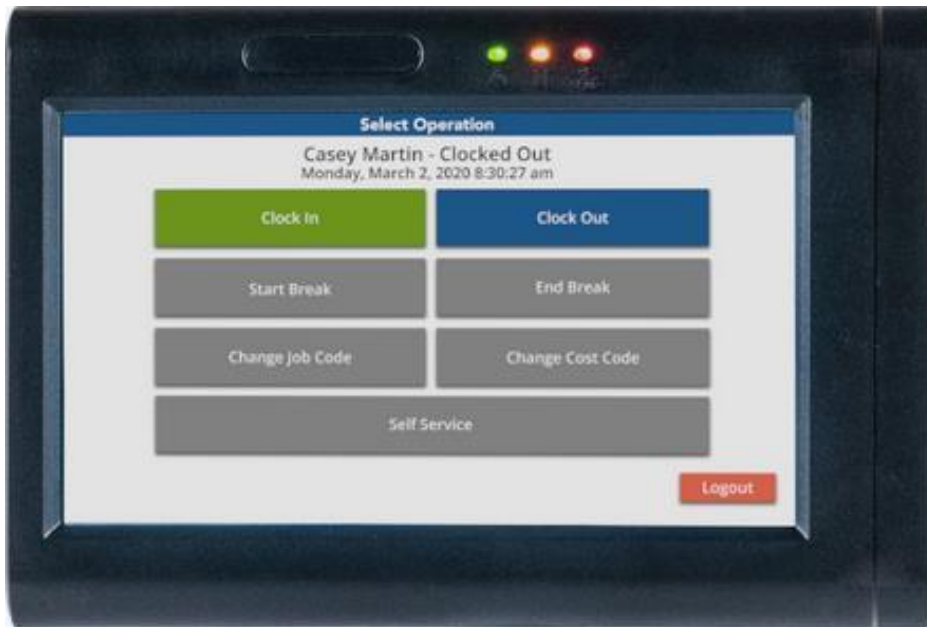 Select Operation
Casey Martin - Clocked Out
Monday, March 2, 2020 8:30:27 am
Clock In
Clock Out
Start Break
End Break
Change Job Code
Change Cost Code
Self Service
Logout